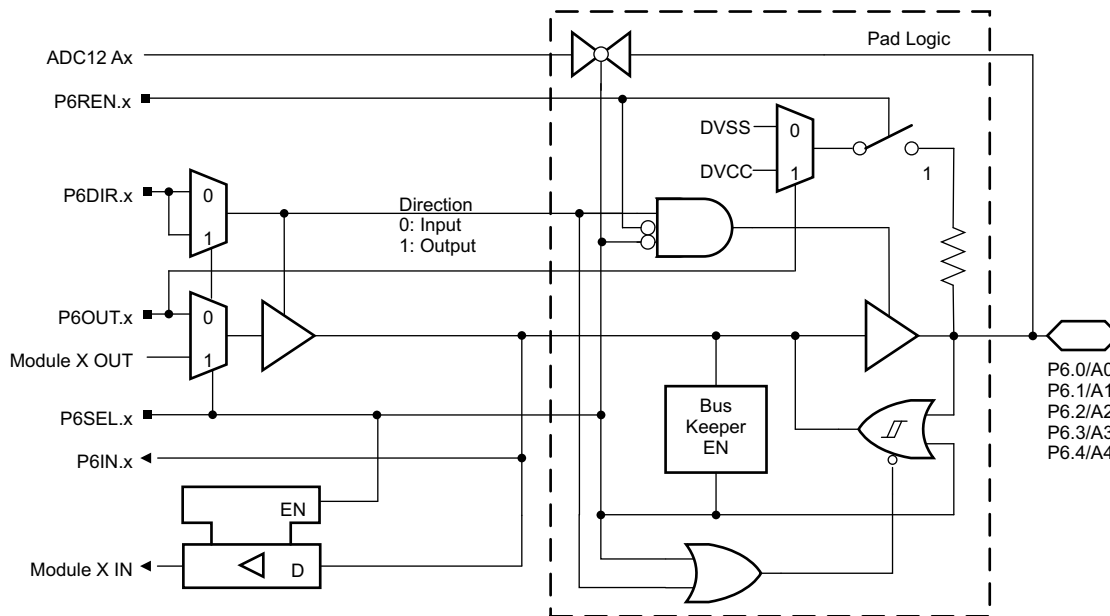 Pad Logic
ADC12 Ax
P6REN.x
DVSS
0
DVCC
1
1
P6DIR.x
0
1
Direction
0: Input
1: Output
P6OUT.x
0
Module X OUT
1
P6SEL.x
Bus
Keeper
EN
P6IN.x
EN
Module X IN
D
P6.0/A0
P6.1/A1
P6.2/A2
P6.3/A3
P6.4/A4